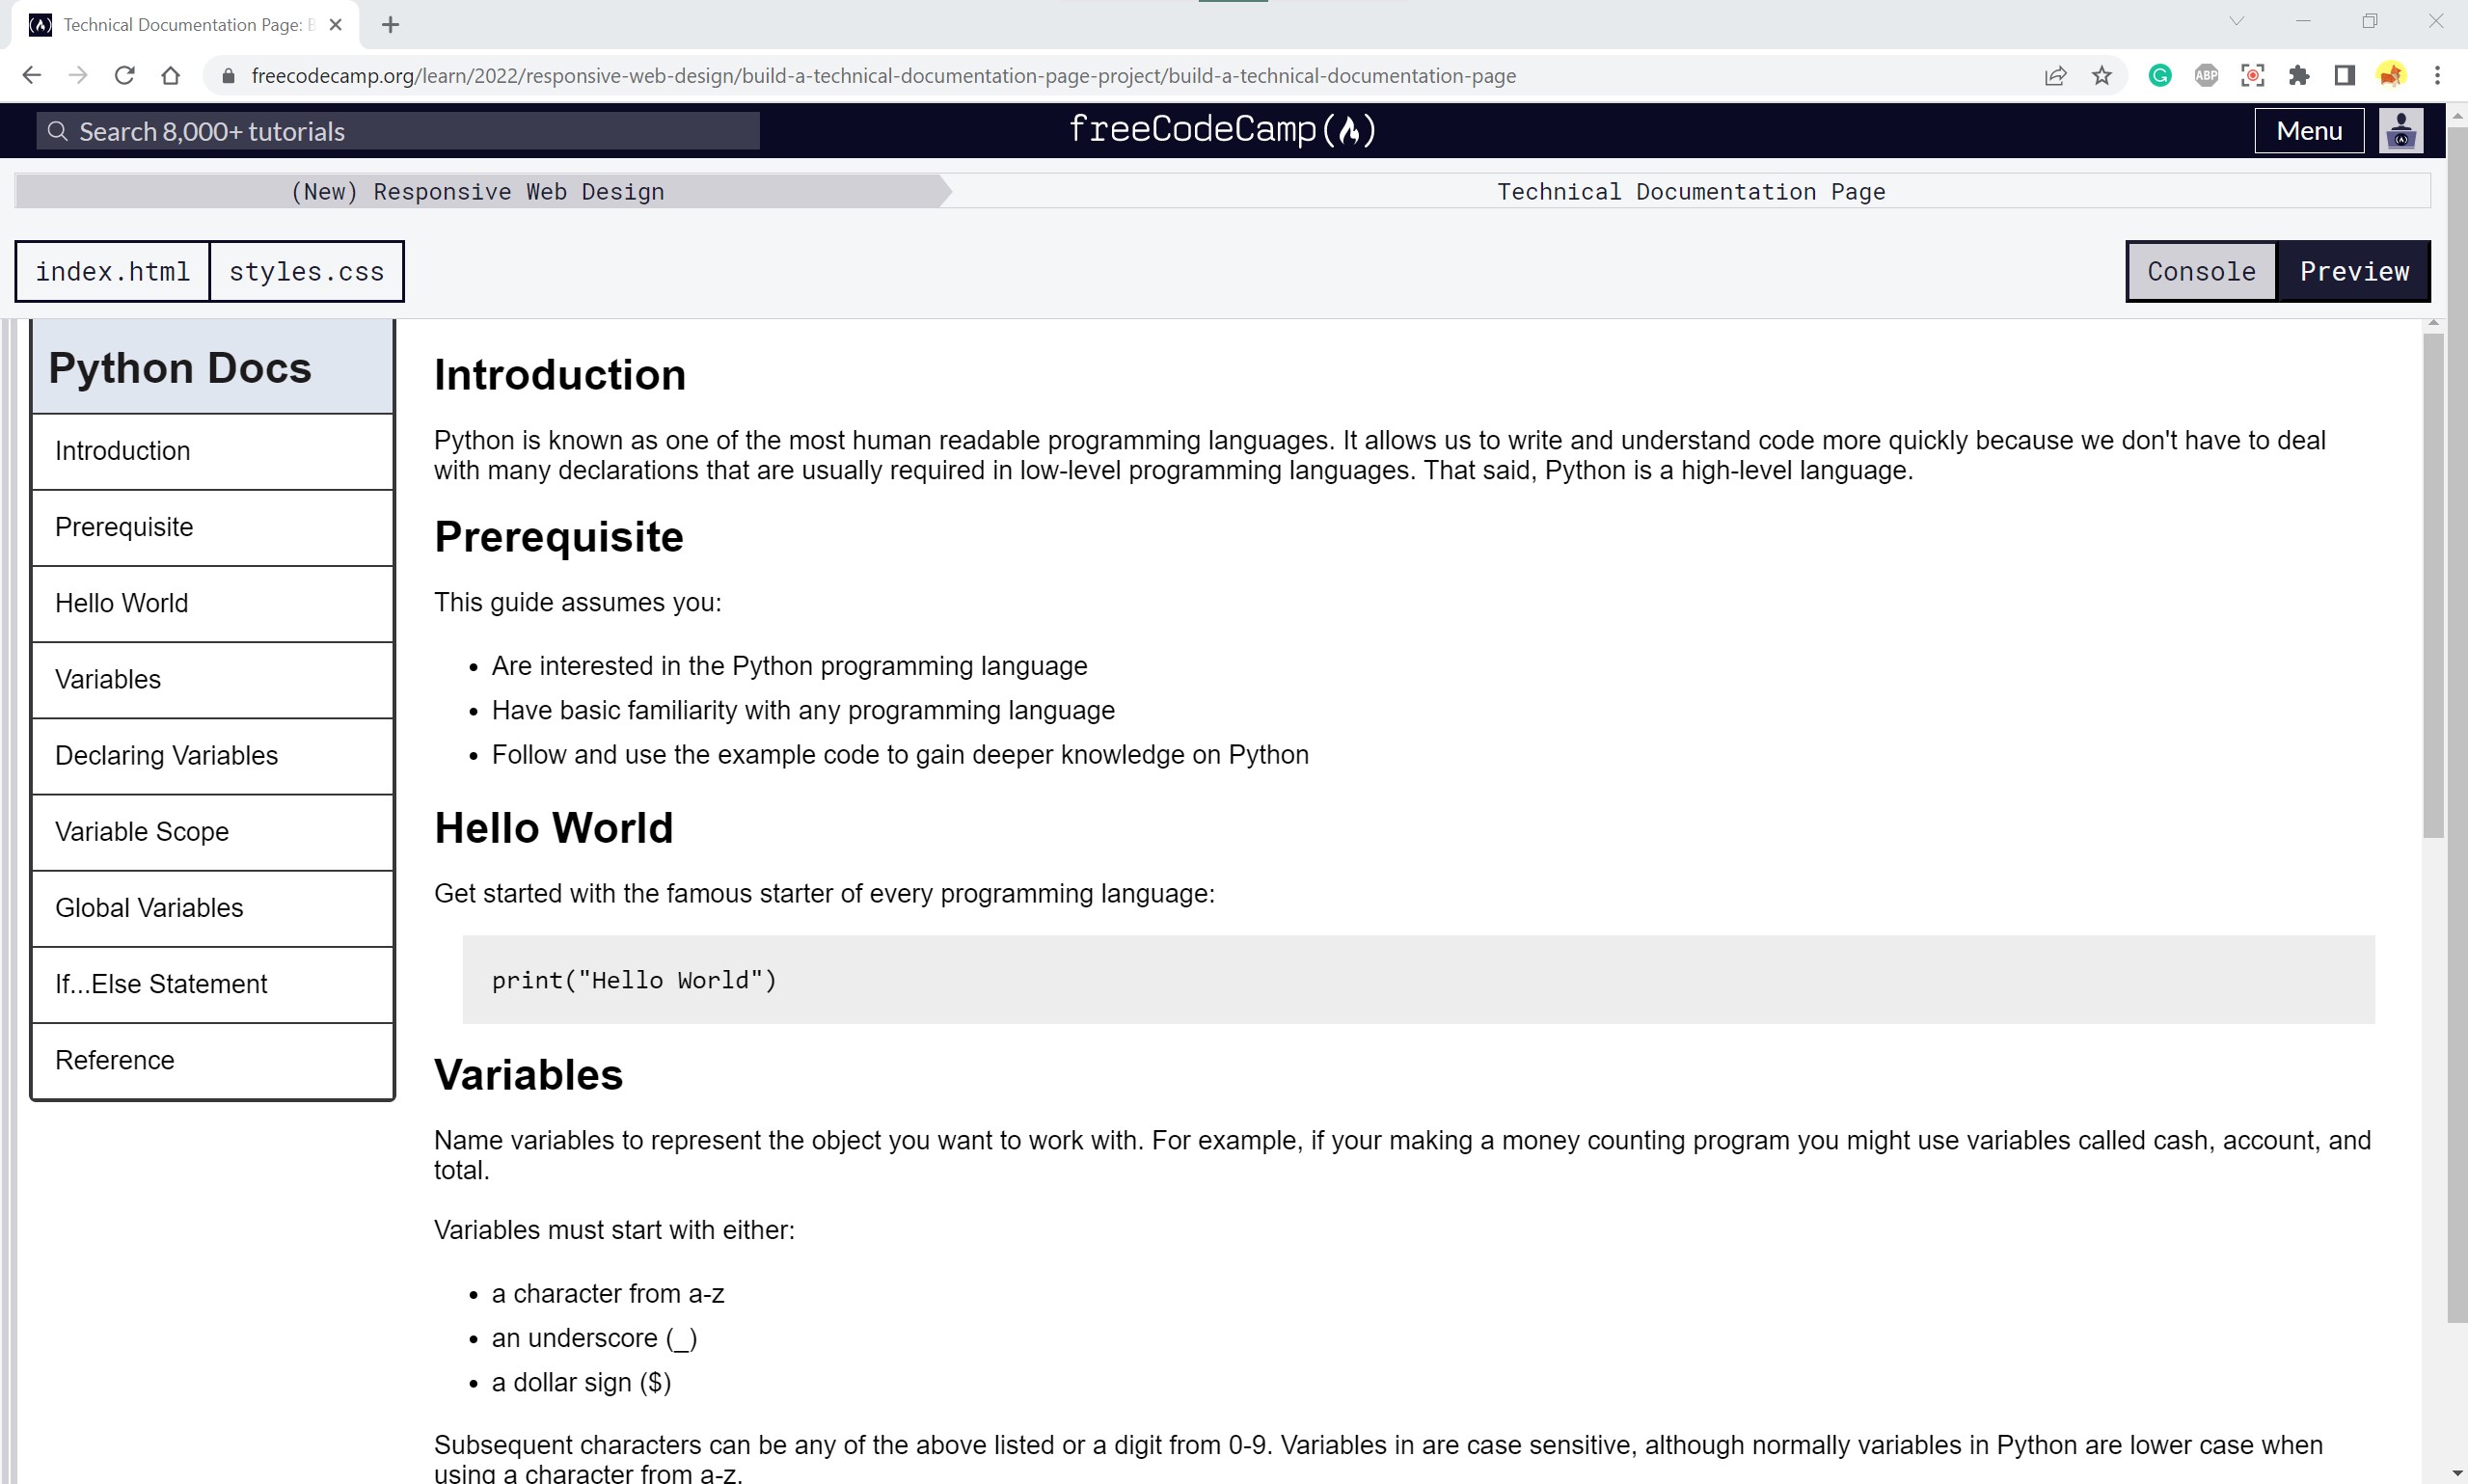 Technical Documentation Page: B
freecodecamp.org/learn/2022/responsive-web-design/build-a-technical-documentation-page-project/build-a-technical-documentation-page
ABP
Search 8,000+ tutorials
freeCodeCamp
Menu
(New) Responsive Web Design
Technical Documentation Page
index.html
styles.css
Console
Preview
Python Docs
Introduction
Prerequisite
Hello World
Variables
Declaring Variables
Variable Scope
Global Variables
If...Else Statement
Reference
Introduction
Python is known as one of the most human readable programming languages. It allows us to write and understand code more quickly because we don't have to deal
with many declarations that are usually required in low-level programming languages. That said, Python is a high-level language.
Prerequisite
This guide assumes you:
• Are interested in the Python programming language
• Have basic familiarity with any programming language
• Follow and use the example code to gain deeper knowledge on Python
Hello World
Get started with the famous starter of every programming language:
print("Hello World")
Variables
Name variables to represent the object you want to work with. For example, if your making a money counting program you might use variables called cash, account, and
total.
Variables must start with either:
• a character from a-z
• an underscore (_)
• a dollar sign ($)
Subsequent characters can be any of the above listed or a digit from 0-9. Variables in are case sensitive, although normally variables in Python are lower case when
using a character from a-z.